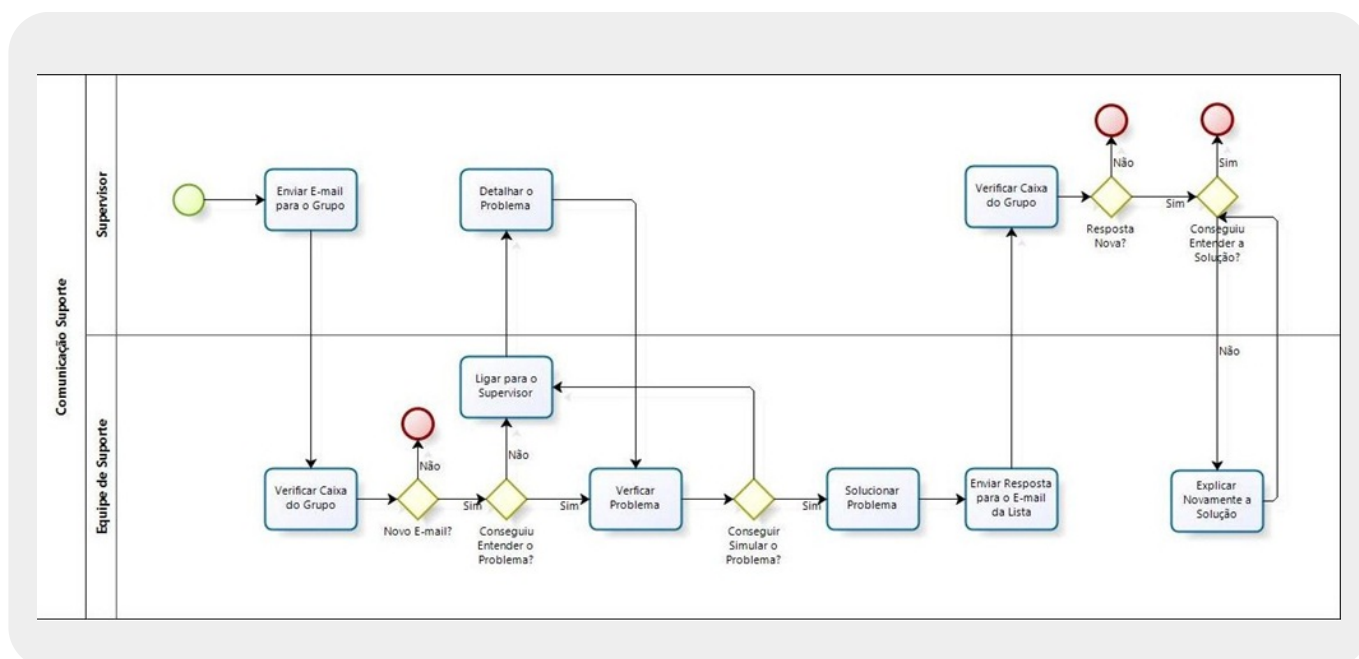 Comunicação Suporte
Supervisor
Enviar E-mail
para o Grupo
Detalhar o
Problema
Verificar Caixa
do Grupo
Não
Resposta
Nova?
Sim
Sim
Conseguiu
Entender a
Solução?
Não
Equipe de Suporte
Verificar Caixa
do Grupo
Não
Novo E-mail?
Sim
Ligar para o
Supervisor
Não
Conseguiu
Entender o
Problema?
Sim
Verficar
Problema
Conseguir
Simular o
Problema?
Sim
Solucionar
Problema
Enviar Resposta
para o E-mail
da Lista
Explicar
Novamente a
Solução